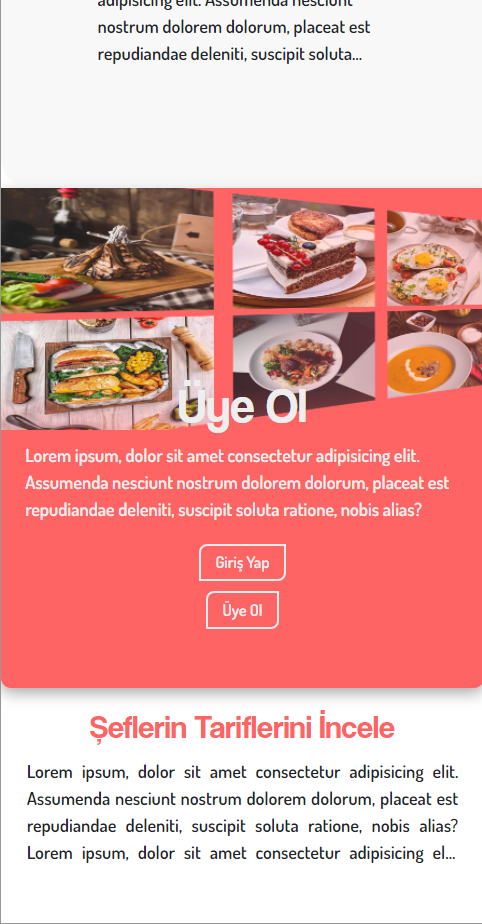 adipisicing elit. Assumenda nesciunt
nostrum dolorem dolorum, placeat est
repudiandae deleniti, suscipit soluta...
Üye Ol
Lorem ipsum, dolor sit amet consectetur adipisicing elit.
Assumenda nesciunt nostrum dolorem dolorum, placeat est
repudiandae deleniti, suscipit soluta ratione, nobis alias?
Giriş Yap
Üye Ol
Şeflerin Tariflerini İncele
Lorem ipsum, dolor sit amet consectetur adipisicing elit.
Assumenda nesciunt nostrum dolorem dolorum, placeat est
repudiandae deleniti, suscipit soluta ratione, nobis alias?
Lorem ipsum, dolor sit amet consectetur adipisicing el...